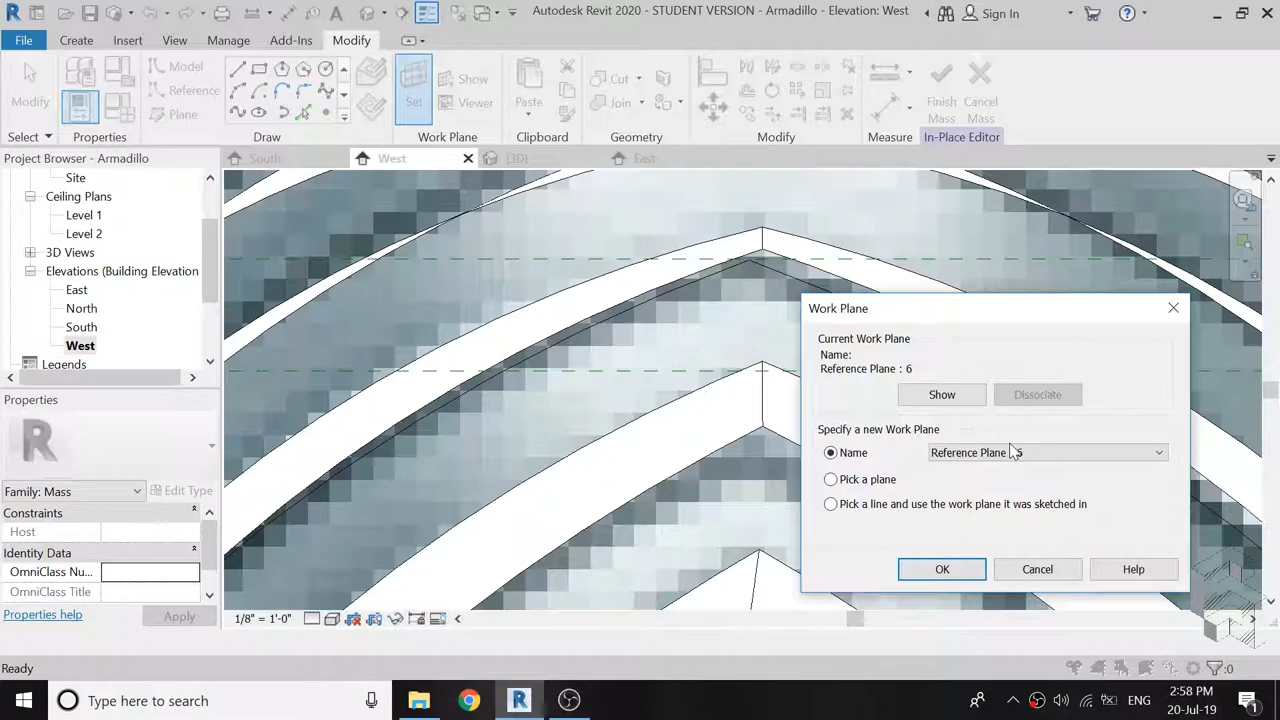 Autodesk Revit 2020 - STUDENT VERSION - Armadillo - Elevation: West
Sign In
File
Create
Insert
View
Manage
Add-Ins
Modify
Modify
Model
Reference
Plane
Set
Show
Viewer
Paste
Cut
Join
Finish
Mass
Cancel
Mass
Select
Properties
Draw
Work Plane
Clipboard
Geometry
Modify
Measure
In-Place Editor
Project Browser - Armadillo
South
West
{3D}
East
Site
Ceiling Plans
Level 1
Level 2
3D Views
Elevations (Building Elevation
East
North
South
West
Legends
Properties
R
Family: Mass
Edit Type
Constraints
Host
Identity Data
OmniClass Nu...
OmniClass Title
Properties help
Apply
Work Plane
Current Work Plane
Name:
Reference Plane : 6
Show
Dissociate
Specify a new Work Plane
Name
Reference Plane
Pick a plane
Pick a line and use the work plane it was sketched in
OK
Cancel
Help
1/8" = 1'-0"
Ready
:0
Type here to search
ENG
2:58 PM
20-Jul-19
1